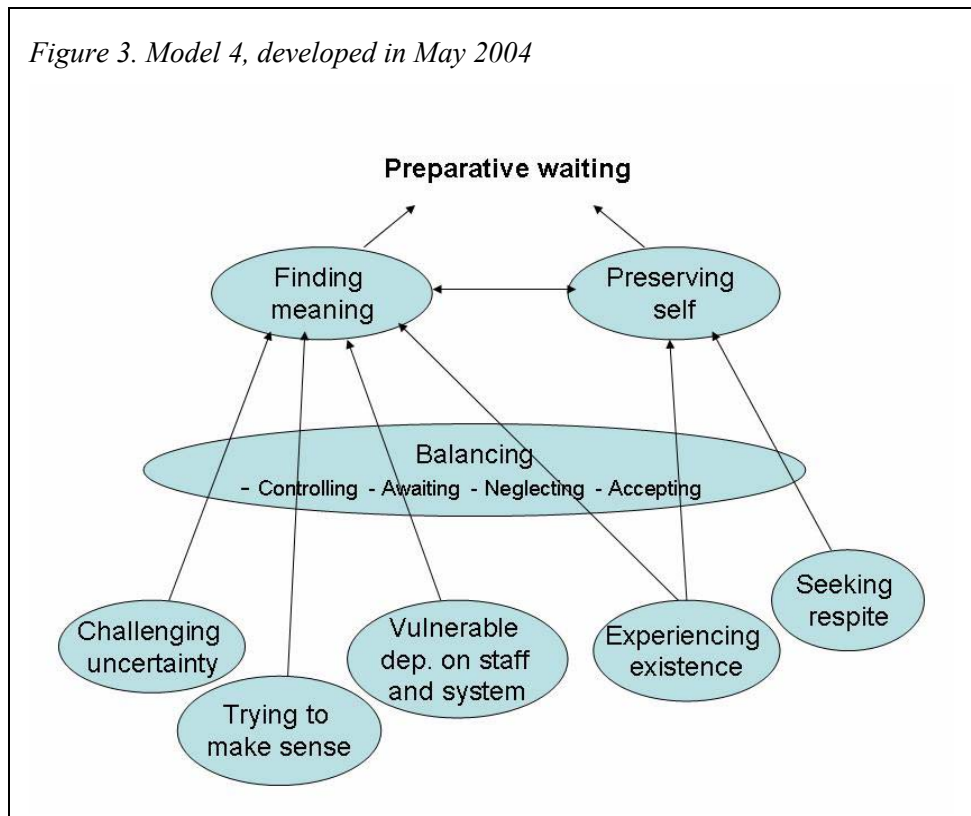 Figure 3. Model 4, developed in May 2004
Preparative waiting
Finding
meaning
Preserving
self
Balancing
- Controlling - Awaiting - Neglecting - Accepting
Challenging
uncertainty
Trying to
make sense
Vulnerable
dep. on staff
and system
Experiencing
existence
Seeking
respite